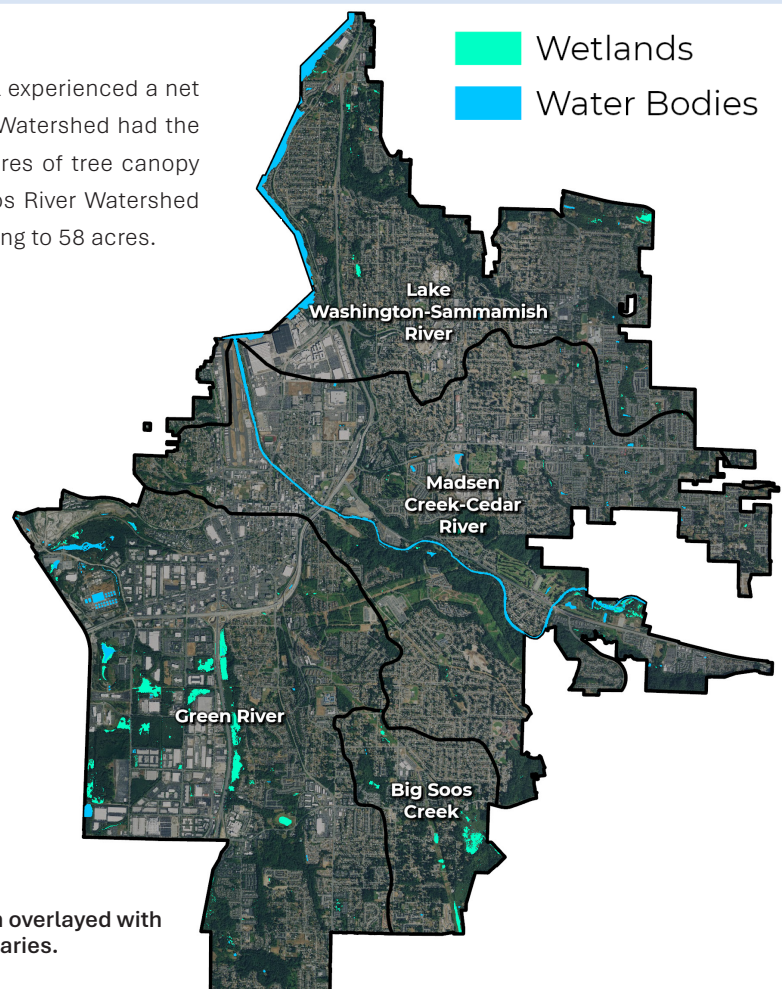 experienced a net
Watershed had the
res of tree canopy
os River Watershed
ng to 58 acres.
Wetlands
Water Bodies
Lake
Washington-Sammamish
River
Madsen
Creek-Cedar
River
Green River
Big Soos
Creek
overlayed with
aries.